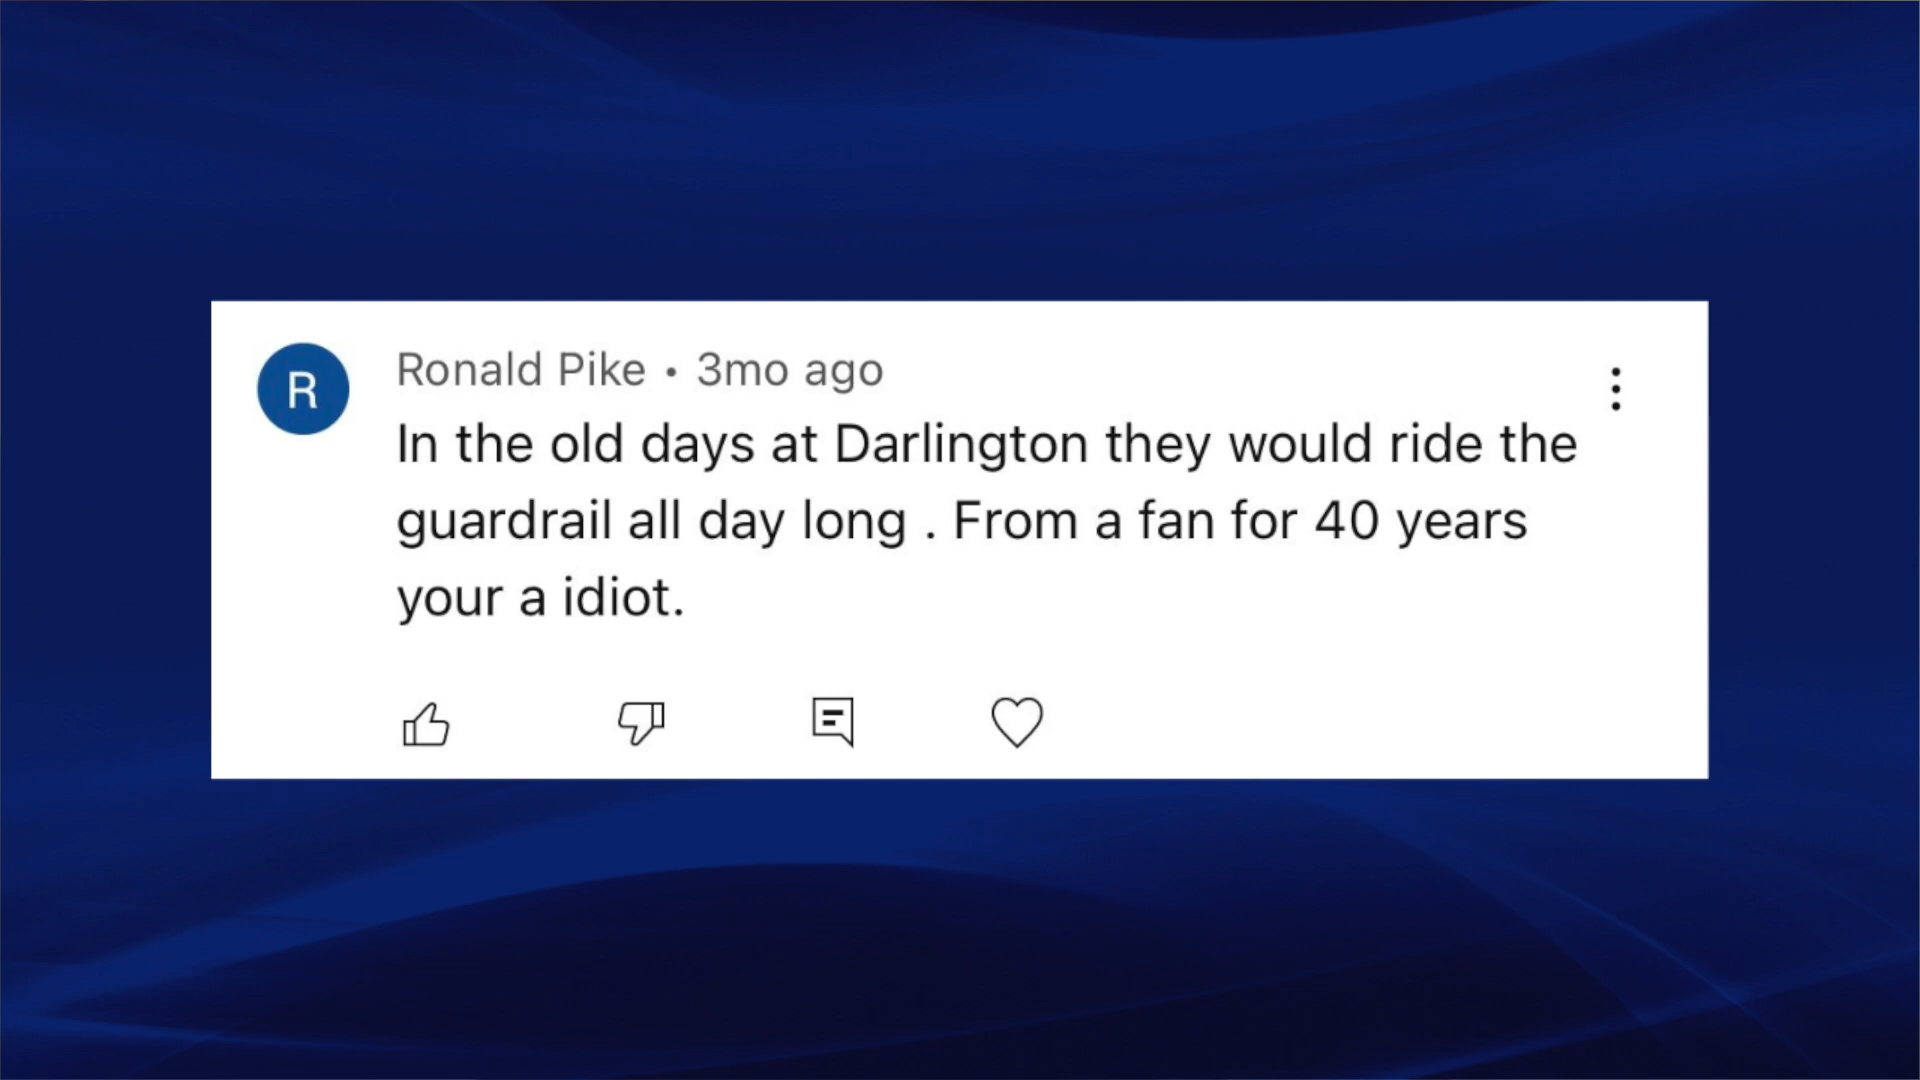 R
Ronald Pike • 3mo ago
In the old days at Darlington they would ride the
guardrail all day long . From a fan for 40 years
your a idiot.